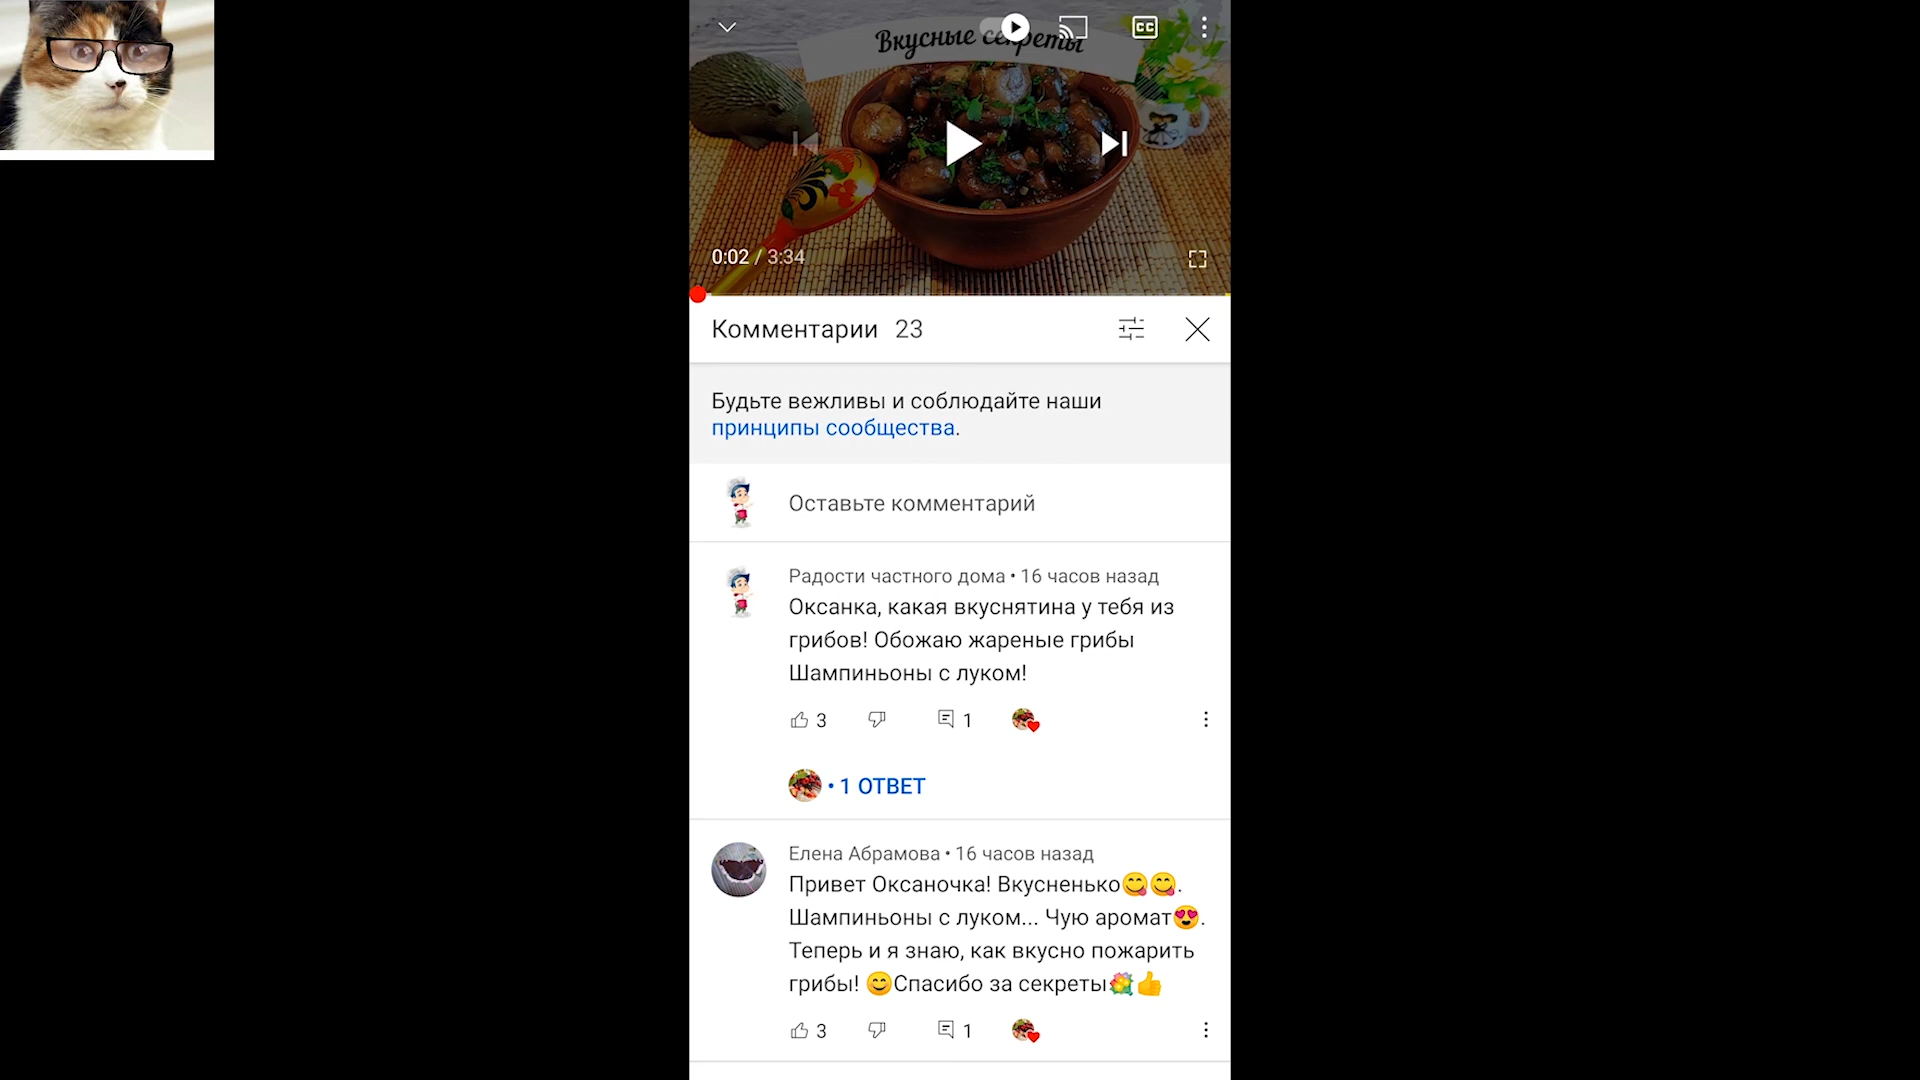 Вкусные секреты
CC
0:02 / 3:34
Комментарии 23
Будьте вежливы и соблюдайте наши
принципы сообщества.
Оставьте комментарий
Радости частного дома • 16 часов назад
Оксанка, какая вкуснятина у тебя из
грибов! Обожаю жареные грибы
Шампиньоны с луком!
3 1
• 1 ОТВЕТ
Елена Абрамова • 16 часов назад
Привет Оксаночка! Вкусненько😋😋.
Шампиньоны с луком... Чую аромат😍.
Теперь и я знаю, как вкусно пожарить
грибы! 😊Спасибо за секреты💐👍
3 1